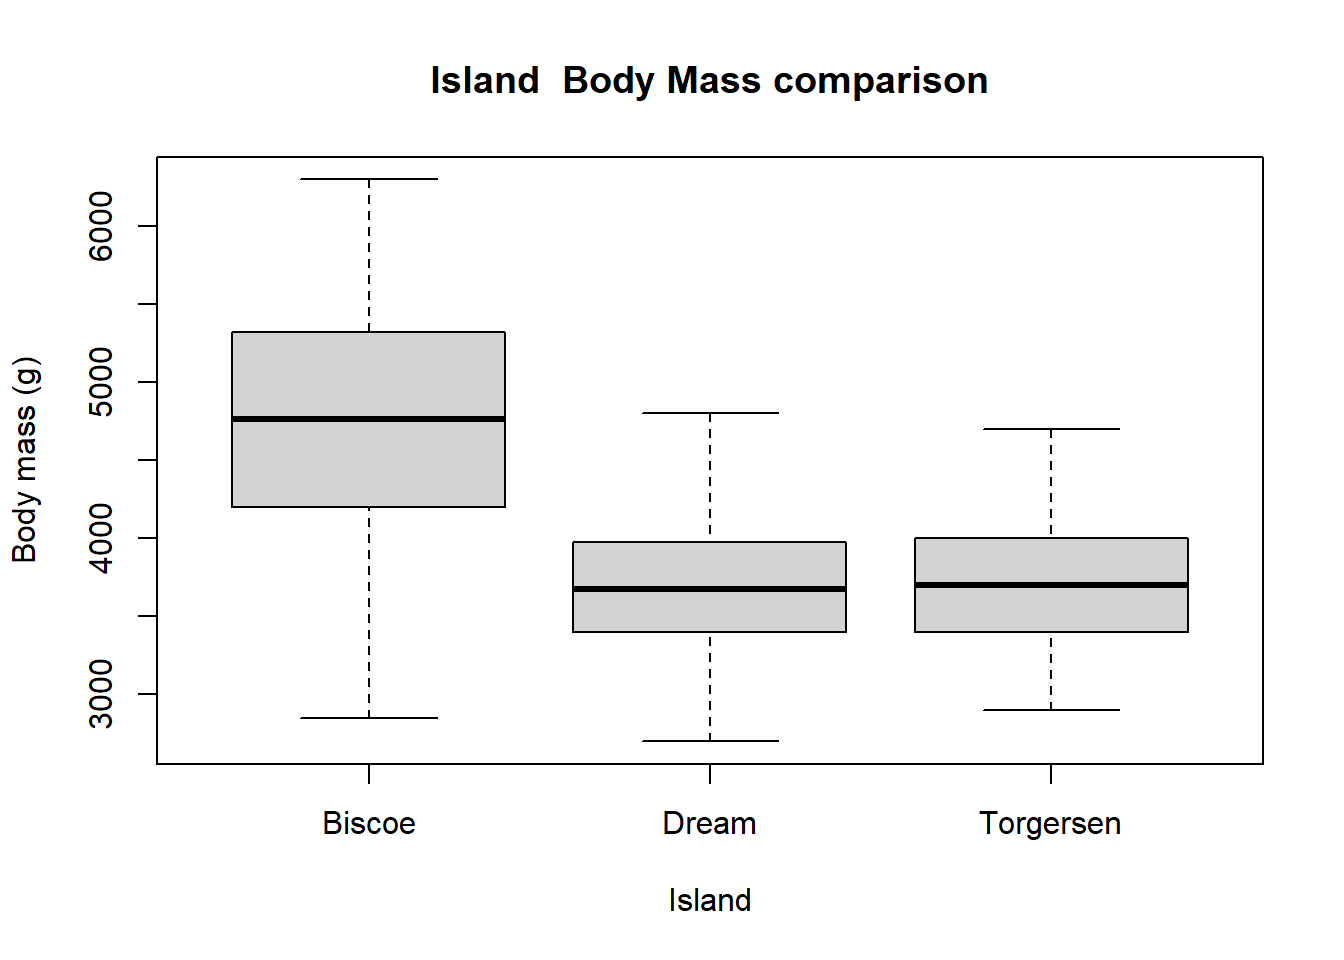 Island  Body Mass comparison
6000
5000
4000
3000
Body mass (g)
Biscoe
Dream
Torgersen
Island